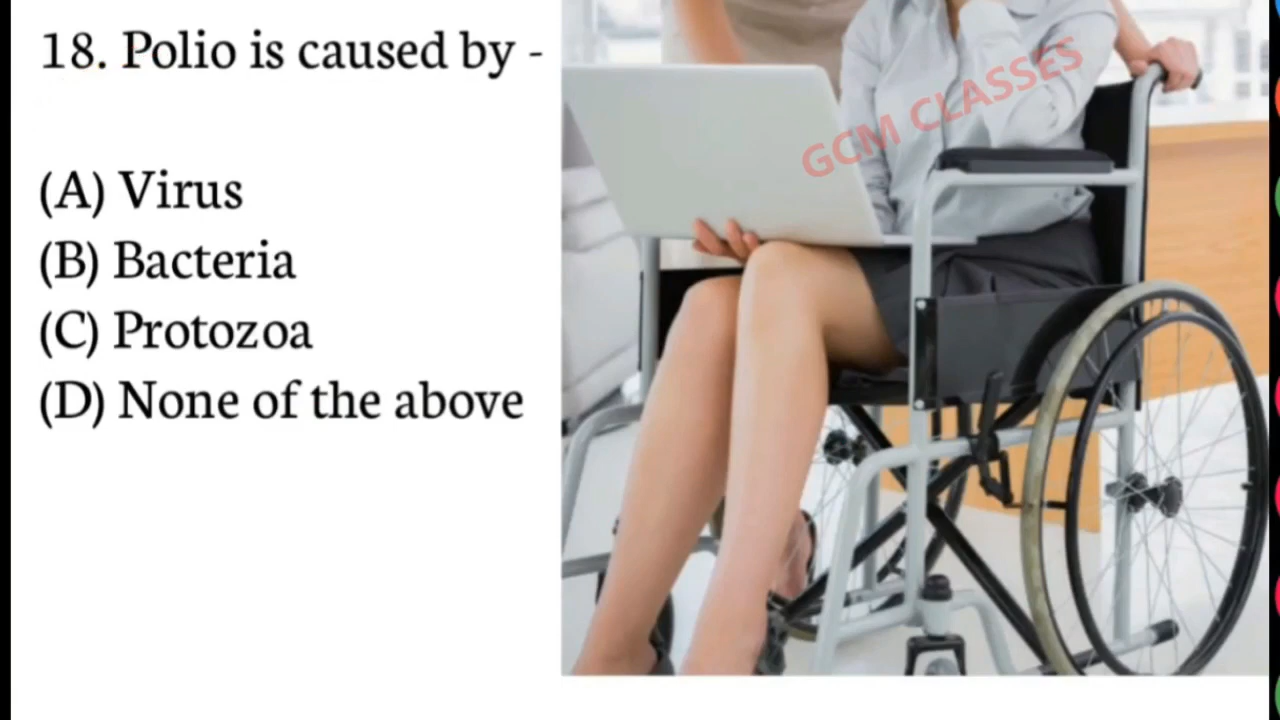 18. Polio is caused by -
(A) Virus
(B) Bacteria
(C) Protozoa
(D) None of the above
GCM CLASSES